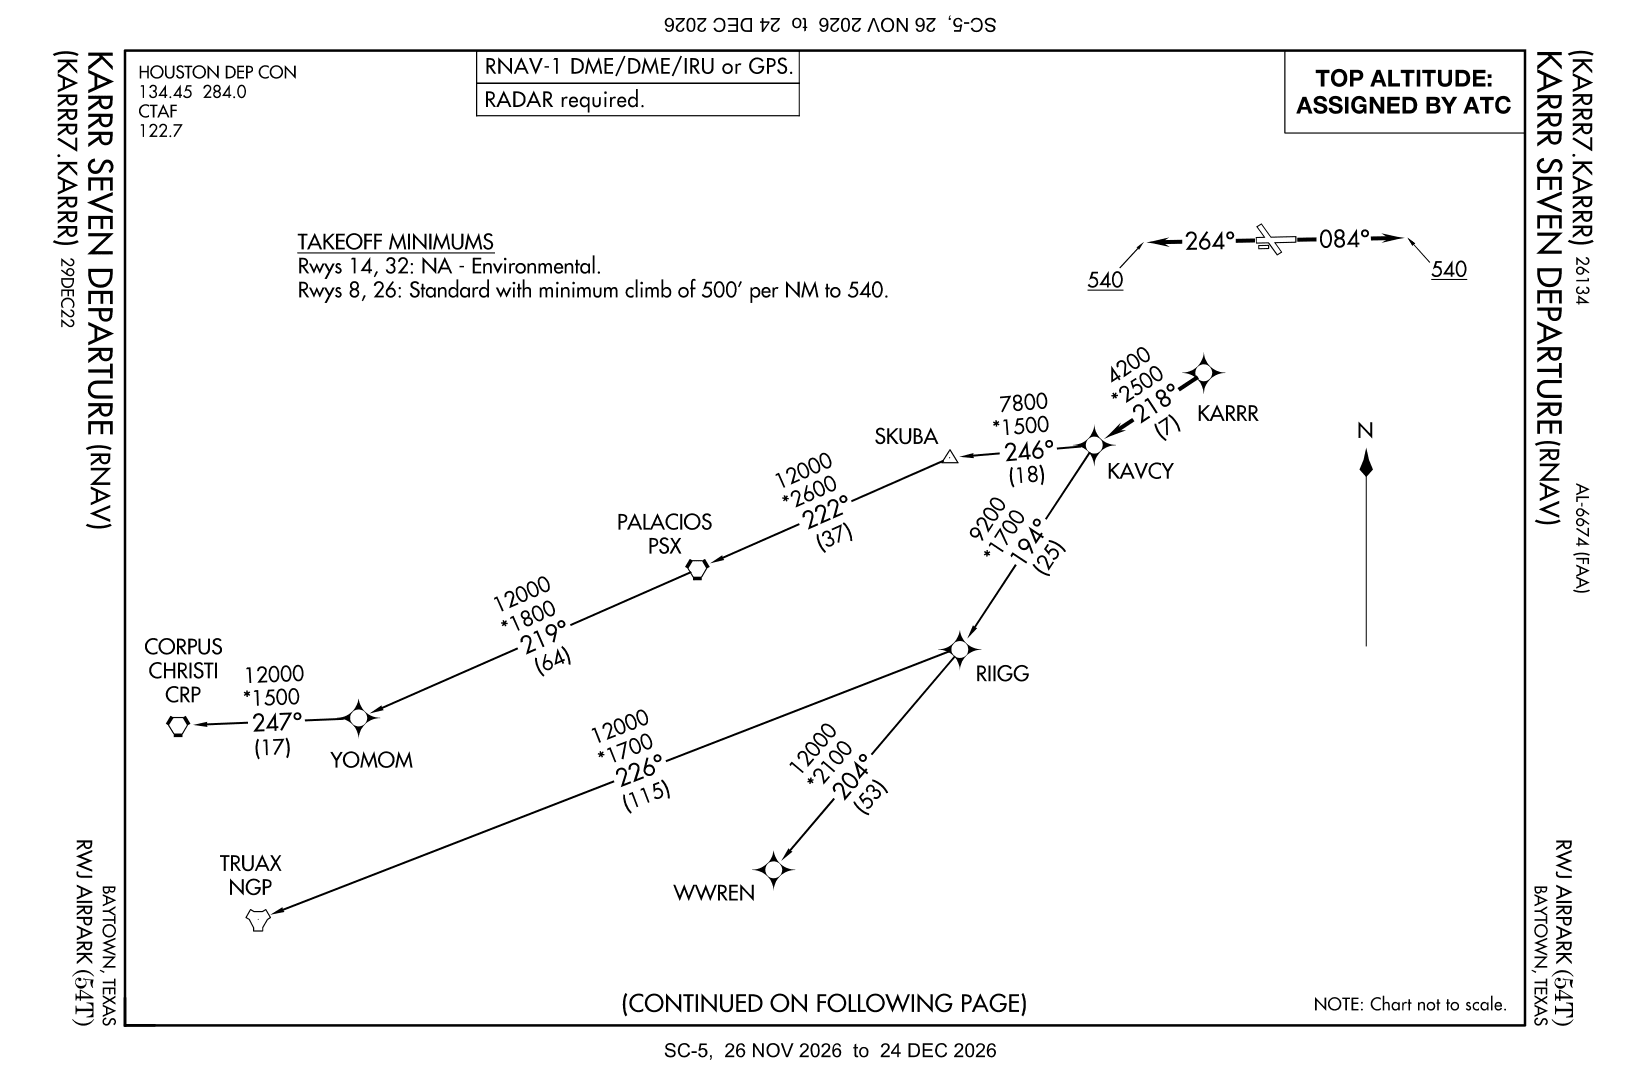 SC-5, 26 NOV 2026 to 24 DEC 2026
(KARRR7.KARRR) 29DEC22
KARRR SEVEN DEPARTURE (RNAV)
RWJ AIRPARK (54T)
BAYTOWN, TEXAS
HOUSTON DEP CON
134.45 284.0
CTAF
122.7
RNAV-1 DME/DME/IRU or GPS.
RADAR required.
TOP ALTITUDE:
ASSIGNED BY ATC
(KARRR7.KARRR) 26134
AL-6674 (FAA)
KARRR SEVEN DEPARTURE (RNAV)
RWJ AIRPARK (54T)
BAYTOWN, TEXAS
TAKEOFF MINIMUMS
Rwys 14, 32: NA - Environmental.
Rwys 8, 26: Standard with minimum climb of 500' per NM to 540.
264°
084°
540
540
4200
*2500
218°
(7)
KARRR
7800
*1500
246°
(18)
KAVCY
SKUBA
12000
*2600
222°
(37)
9200
*1700
194°
(25)
N
PALACIOS
PSX
12000
*1800
219°
(64)
CORPUS
CHRISTI
CRP
12000
*1500
247°
(17)
YOMOM
RIIGG
12000
*1700
226°
(115)
12000
*2100
204°
(53)
TRUAX
NGP
WWREN
(CONTINUED ON FOLLOWING PAGE)
NOTE: Chart not to scale.
SC-5, 26 NOV 2026 to 24 DEC 2026